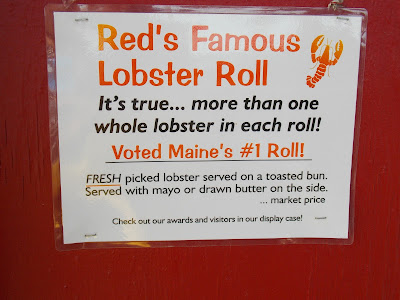 Red's Famous
Lobster Roll
It's true... more than one
whole lobster in each roll!
Voted Maine's #1 Roll!
FRESH picked lobster served on a toasted bun.
Served with mayo or drawn butter on the side.
... market price
Check out our awards and visitors in our display case!